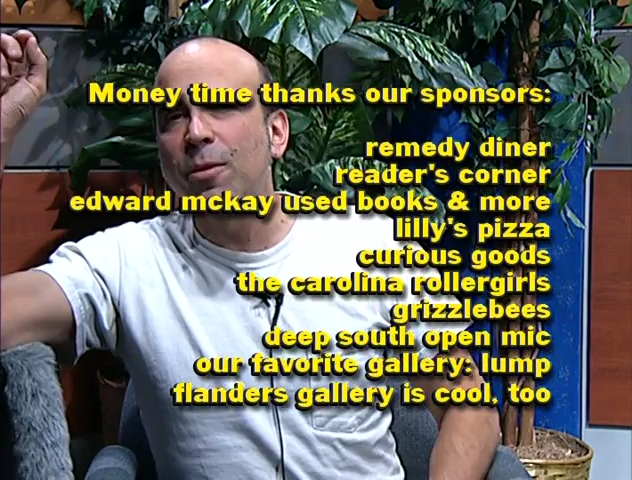 Money time thanks our sponsors:
remedy diner
reader's corner
edward mckay used books & more
lilly's pizza
curious goods
the carolina rollergirls
grizzlebees
deep south open mic
our favorite gallery: lump
flanders gallery is cool, too